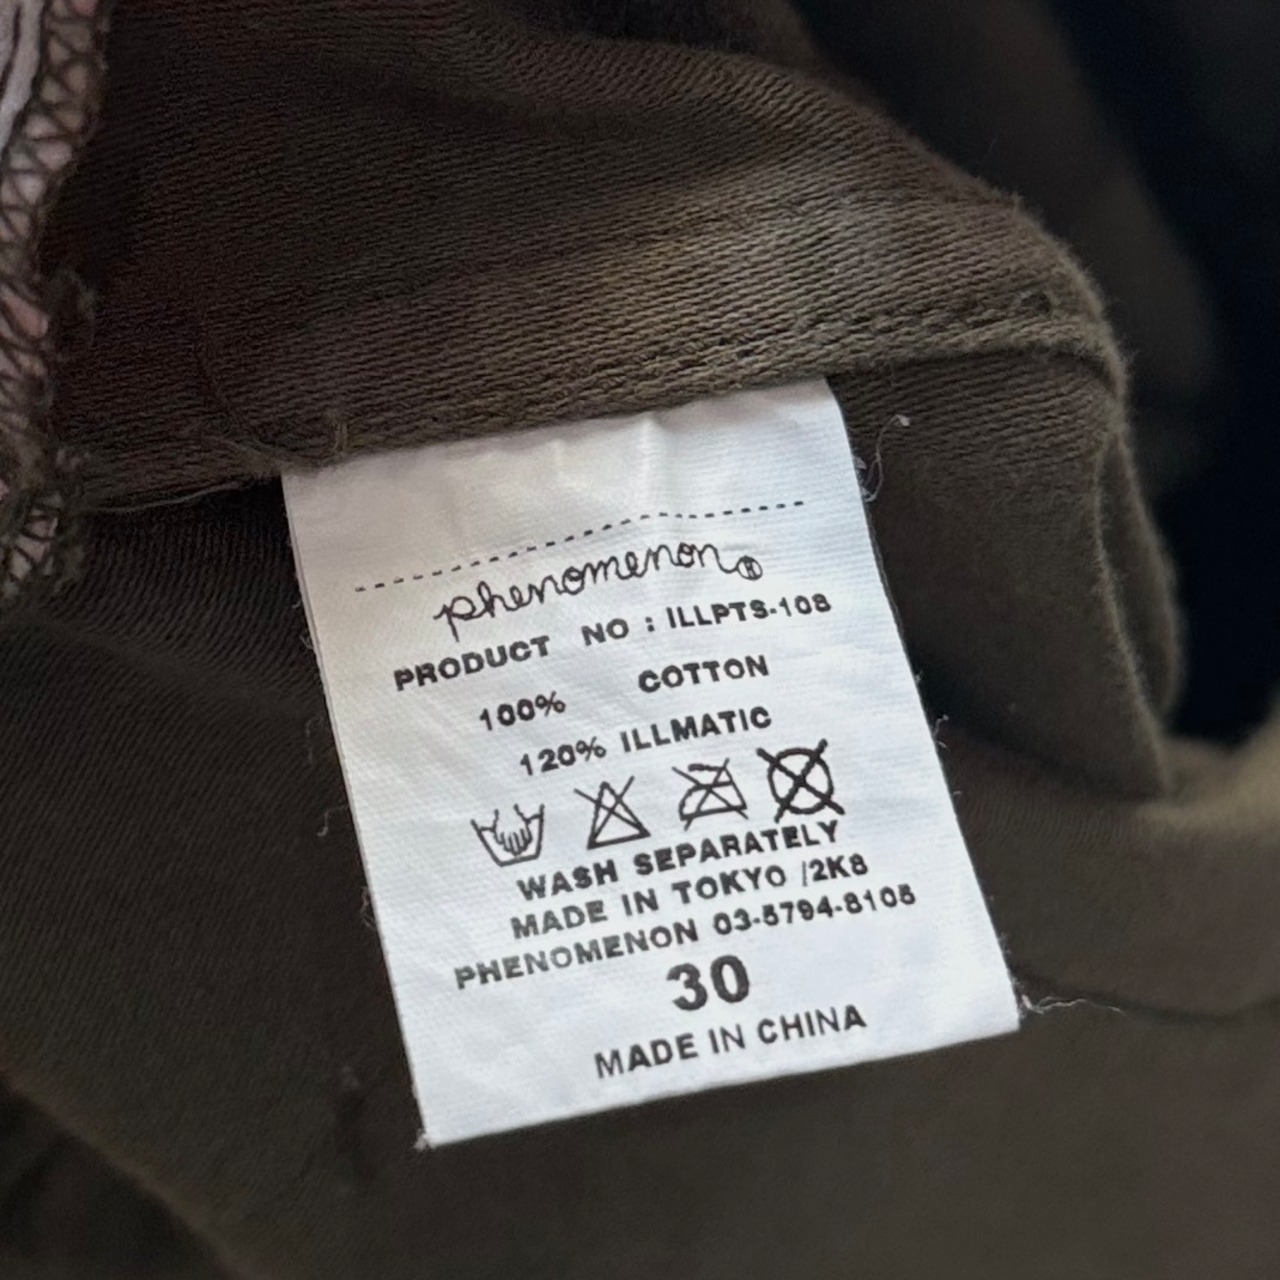 phenomenon®
PRODUCT NO : ILLPTS-108
100% COTTON
120% ILLMATIC
WASH SEPARATELY
MADE IN TOKYO /2K8
PHENOMENON 03-5794-8105
30
MADE IN CHINA